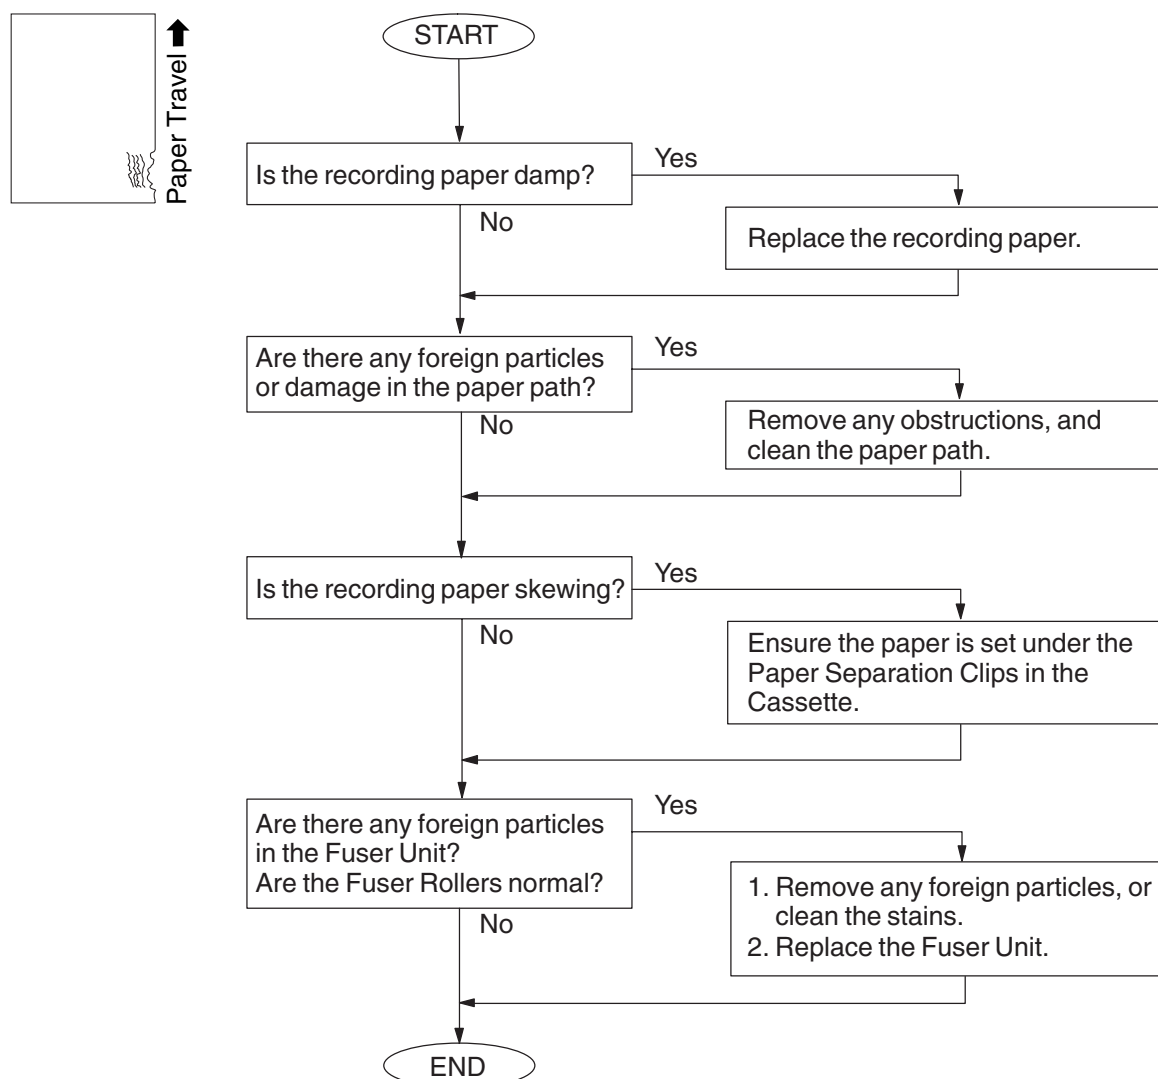 Paper Travel
START
Is the recording paper damp?
Yes
No
Replace the recording paper.
Are there any foreign particles
or damage in the paper path?
Yes
No
Remove any obstructions, and
clean the paper path.
Is the recording paper skewing?
Yes
No
Ensure the paper is set under the
Paper Separation Clips in the
Cassette.
Are there any foreign particles
in the Fuser Unit?
Are the Fuser Rollers normal?
Yes
No
1. Remove any foreign particles, or
clean the stains.
2. Replace the Fuser Unit.
END